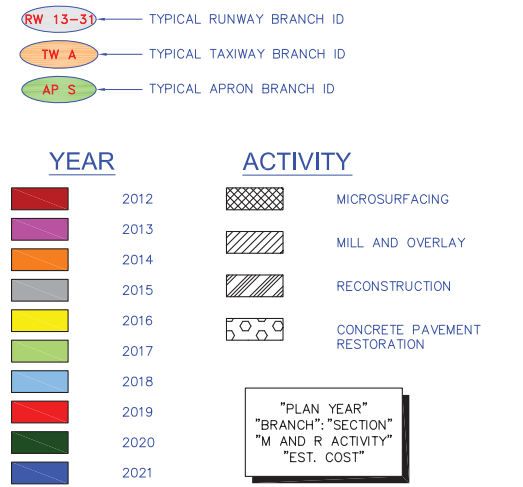 RW 13-31 TYPICAL RUNWAY BRANCH ID
TW A TYPICAL TAXIWAY BRANCH ID
AP S TYPICAL APRON BRANCH ID
YEAR
2012
2013
2014
2015
2016
2017
2018
2019
2020
2021
ACTIVITY
MICROSURFACING
MILL AND OVERLAY
RECONSTRUCTION
CONCRETE PAVEMENT
RESTORATION
"PLAN YEAR"
"BRANCH":"SECTION"
"M AND R ACTIVITY"
"EST. COST"